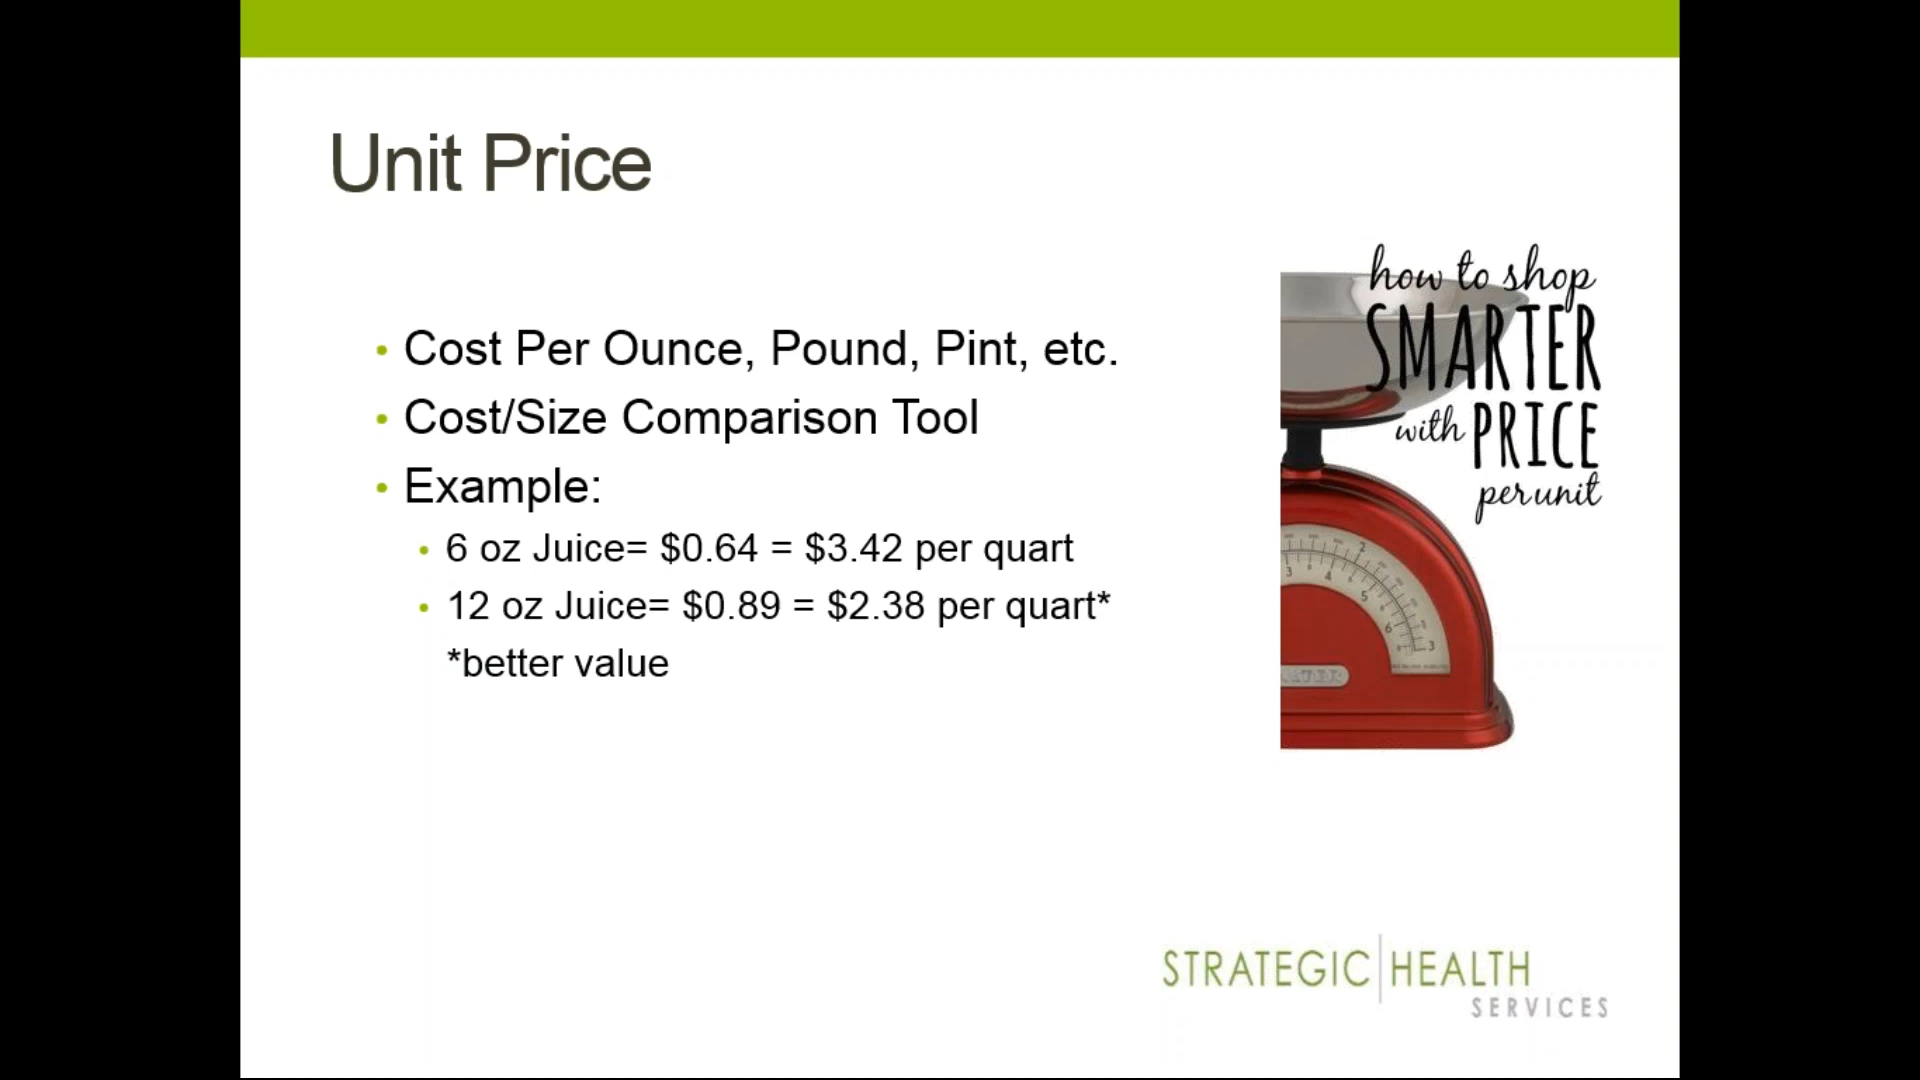 Unit Price
• Cost Per Ounce, Pound, Pint, etc.
• Cost/Size Comparison Tool
• Example:
• 6 oz Juice= $0.64 = $3.42 per quart
• 12 oz Juice= $0.89 = $2.38 per quart*
*better value
how to shop
SMARTER
with PRICE
per unit
STRATEGIC HEALTH
SERVICES